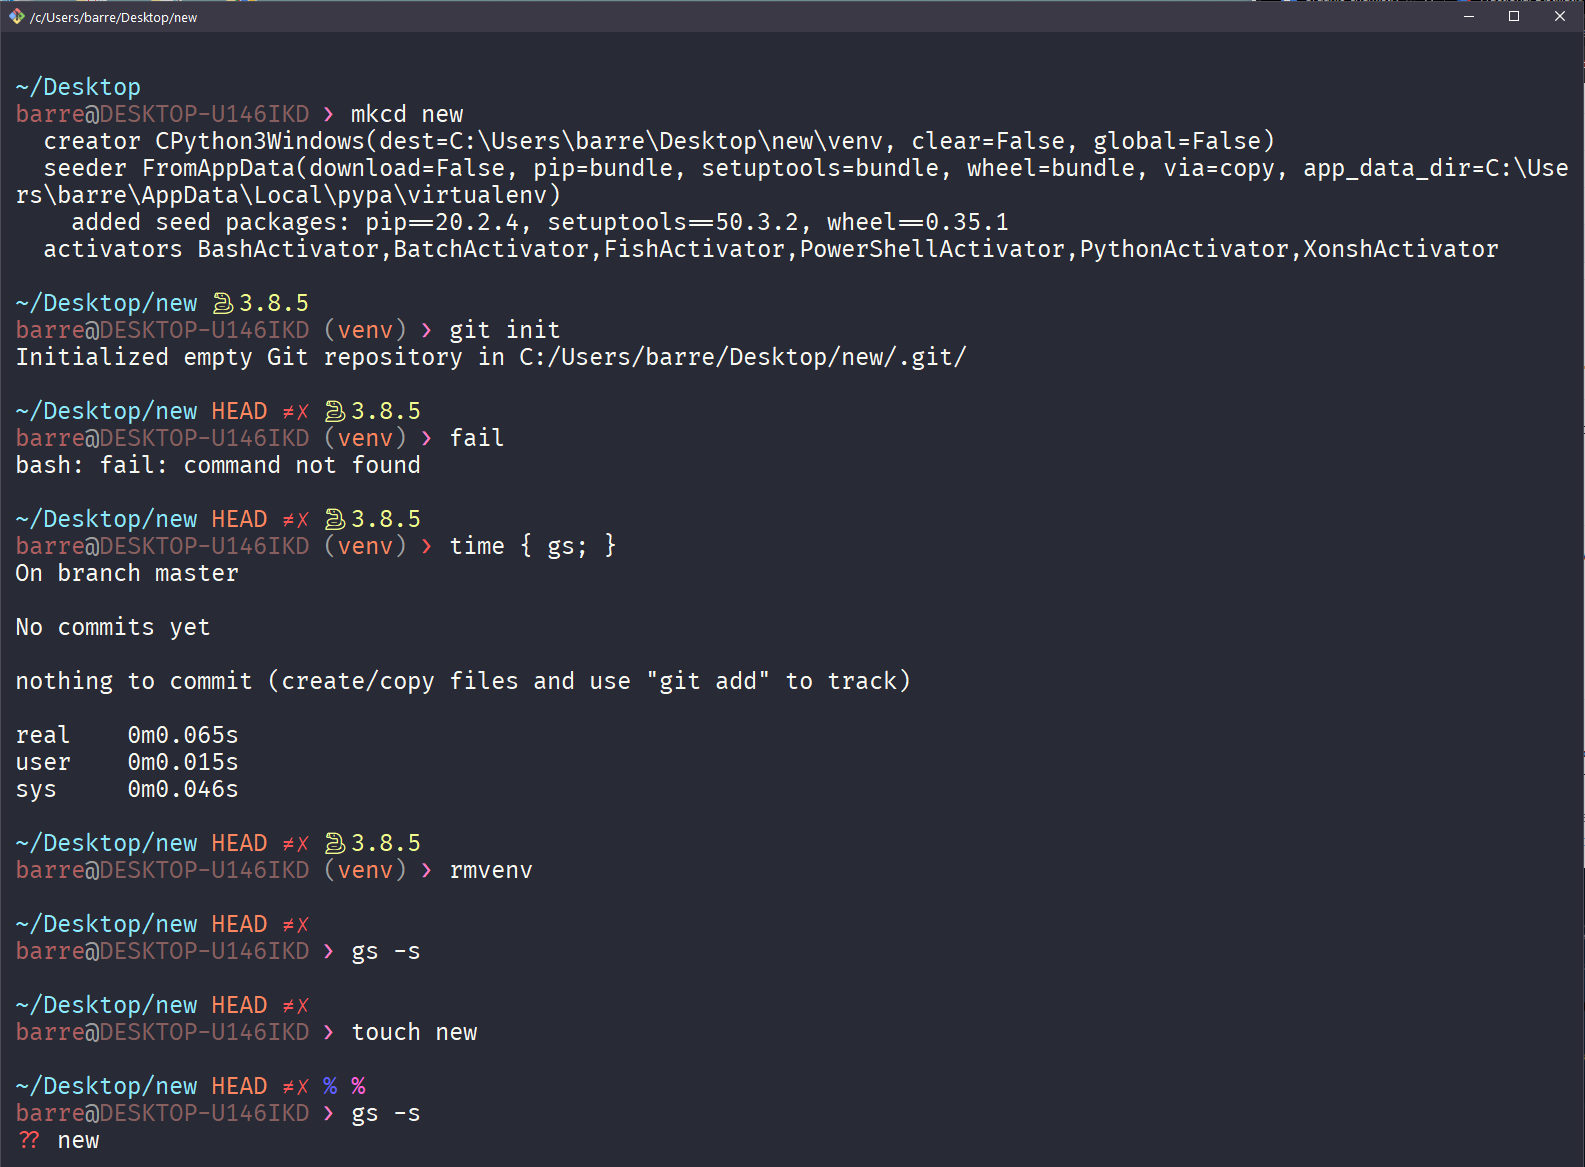 /c/Users/barre/Desktop/new
~/Desktop
barre@DESKTOP-U146IKD ❯ mkcd new
  creator CPython3Windows(dest=C:\Users\barre\Desktop\new\venv, clear=False, global=False)
  seeder FromAppData(download=False, pip=bundle, setuptools=bundle, wheel=bundle, via=copy, app_data_dir=C:\Use
rs\barre\AppData\Local\pypa\virtualenv)
    added seed packages: pip==20.2.4, setuptools==50.3.2, wheel==0.35.1
  activators BashActivator,BatchActivator,FishActivator,PowerShellActivator,PythonActivator,XonshActivator
~/Desktop/new 🐍3.8.5
barre@DESKTOP-U146IKD (venv) ❯ git init
Initialized empty Git repository in C:/Users/barre/Desktop/new/.git/
~/Desktop/new HEAD ≠✗ 🐍3.8.5
barre@DESKTOP-U146IKD (venv) ❯ fail
bash: fail: command not found
~/Desktop/new HEAD ≠✗ 🐍3.8.5
barre@DESKTOP-U146IKD (venv) ❯ time { gs; }
On branch master
No commits yet
nothing to commit (create/copy files and use "git add" to track)
real    0m0.065s
user    0m0.015s
sys     0m0.046s
~/Desktop/new HEAD ≠✗ 🐍3.8.5
barre@DESKTOP-U146IKD (venv) ❯ rmvenv
~/Desktop/new HEAD ≠✗
barre@DESKTOP-U146IKD ❯ gs -s
~/Desktop/new HEAD ≠✗
barre@DESKTOP-U146IKD ❯ touch new
~/Desktop/new HEAD ≠✗ % %
barre@DESKTOP-U146IKD ❯ gs -s
?? new